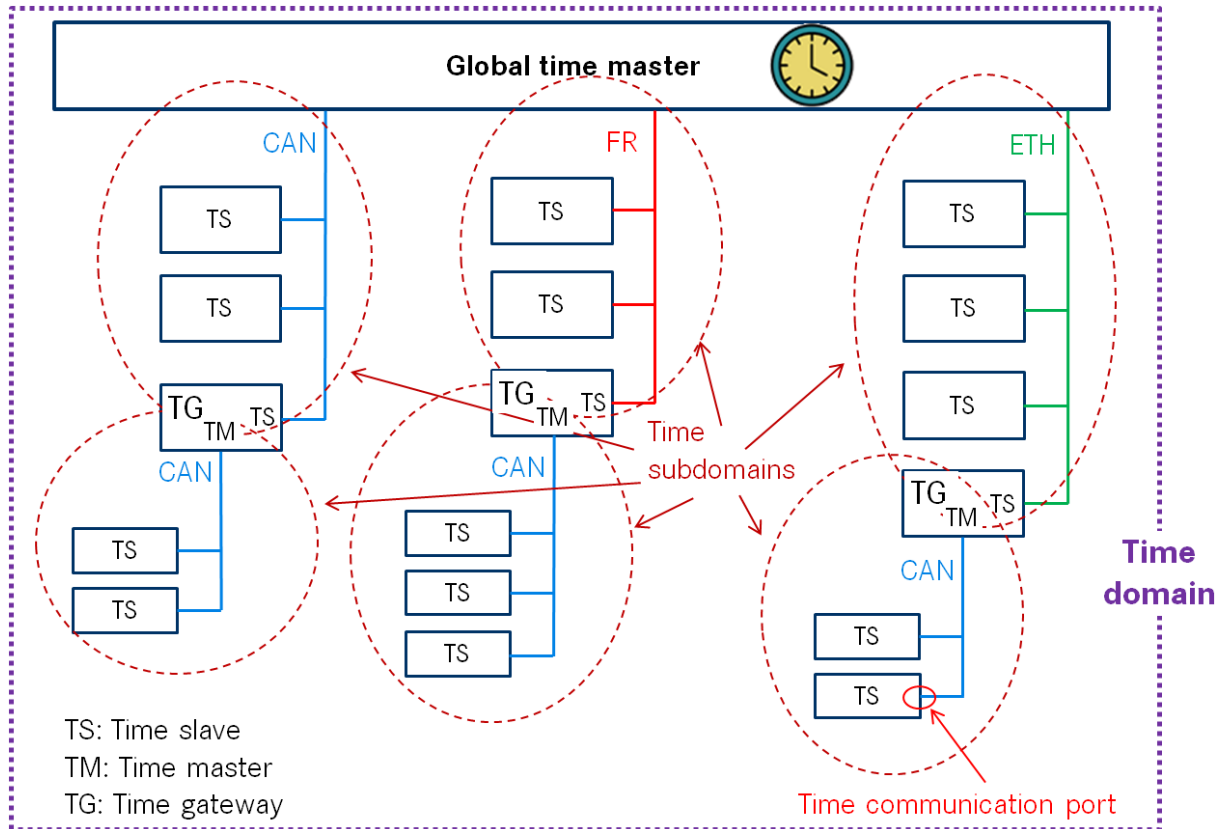 Global time master
CAN
FR
ETH
TS
TS
TS
TS
TS
TS
TS
TG
TM
TS
TG
TM
TS
TG
TM
TS
Time
subdomains
CAN
CAN
CAN
TS
TS
TS
TS
TS
TS
TS
Time
domain
TS: Time slave
TM: Time master
TG: Time gateway
Time communication port